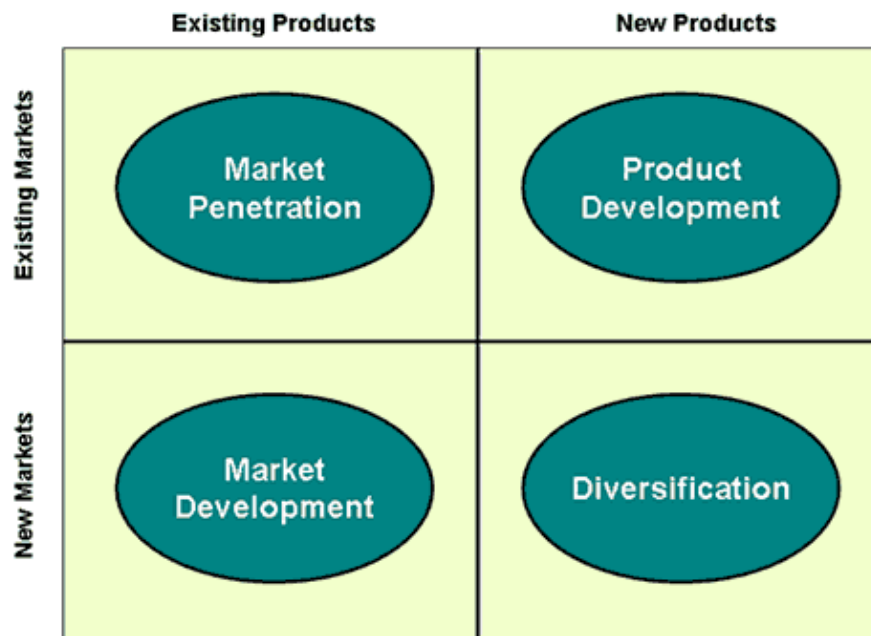 Existing Products
New Products
Existing Markets
Market
Penetration
Product
Development
New Markets
Market
Development
Diversification